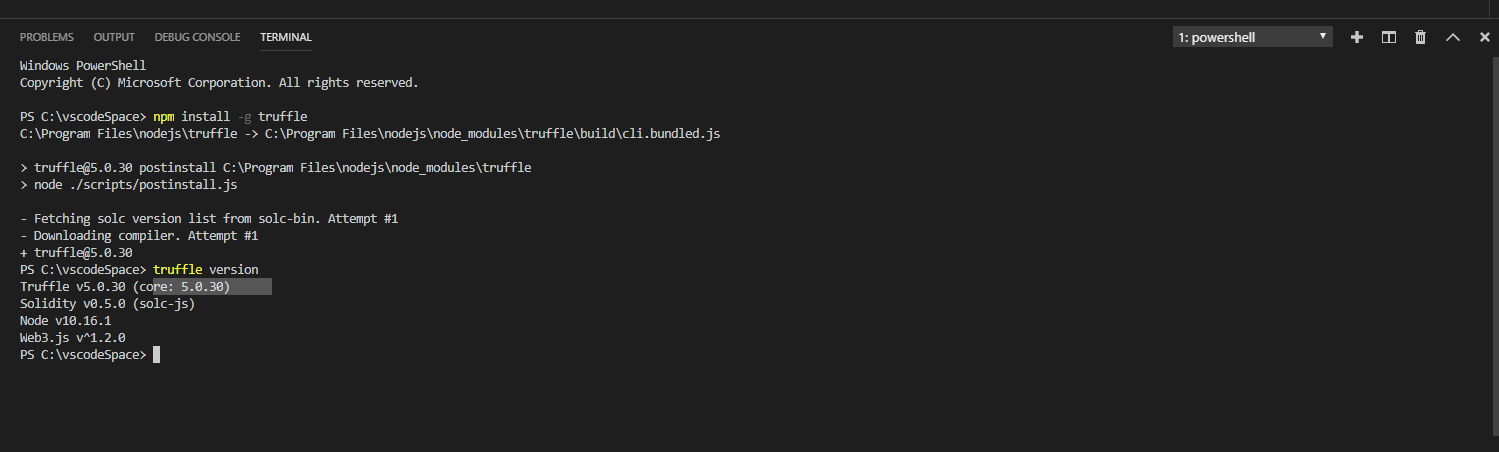 PROBLEMS OUTPUT DEBUG CONSOLE TERMINAL 1: powershell
Windows PowerShell
Copyright (C) Microsoft Corporation. All rights reserved.
PS C:\vscodeSpace> npm install -g truffle
C:\Program Files\nodejs\truffle -> C:\Program Files\nodejs\node_modules\truffle\build\cli.bundled.js
> truffle@5.0.30 postinstall C:\Program Files\nodejs\node_modules\truffle
> node ./scripts/postinstall.js
- Fetching solc version list from solc-bin. Attempt #1
- Downloading compiler. Attempt #1
+ truffle@5.0.30
PS C:\vscodeSpace> truffle version
Truffle v5.0.30 (core: 5.0.30)
Solidity v0.5.0 (solc-js)
Node v10.16.1
Web3.js v^1.2.0
PS C:\vscodeSpace>